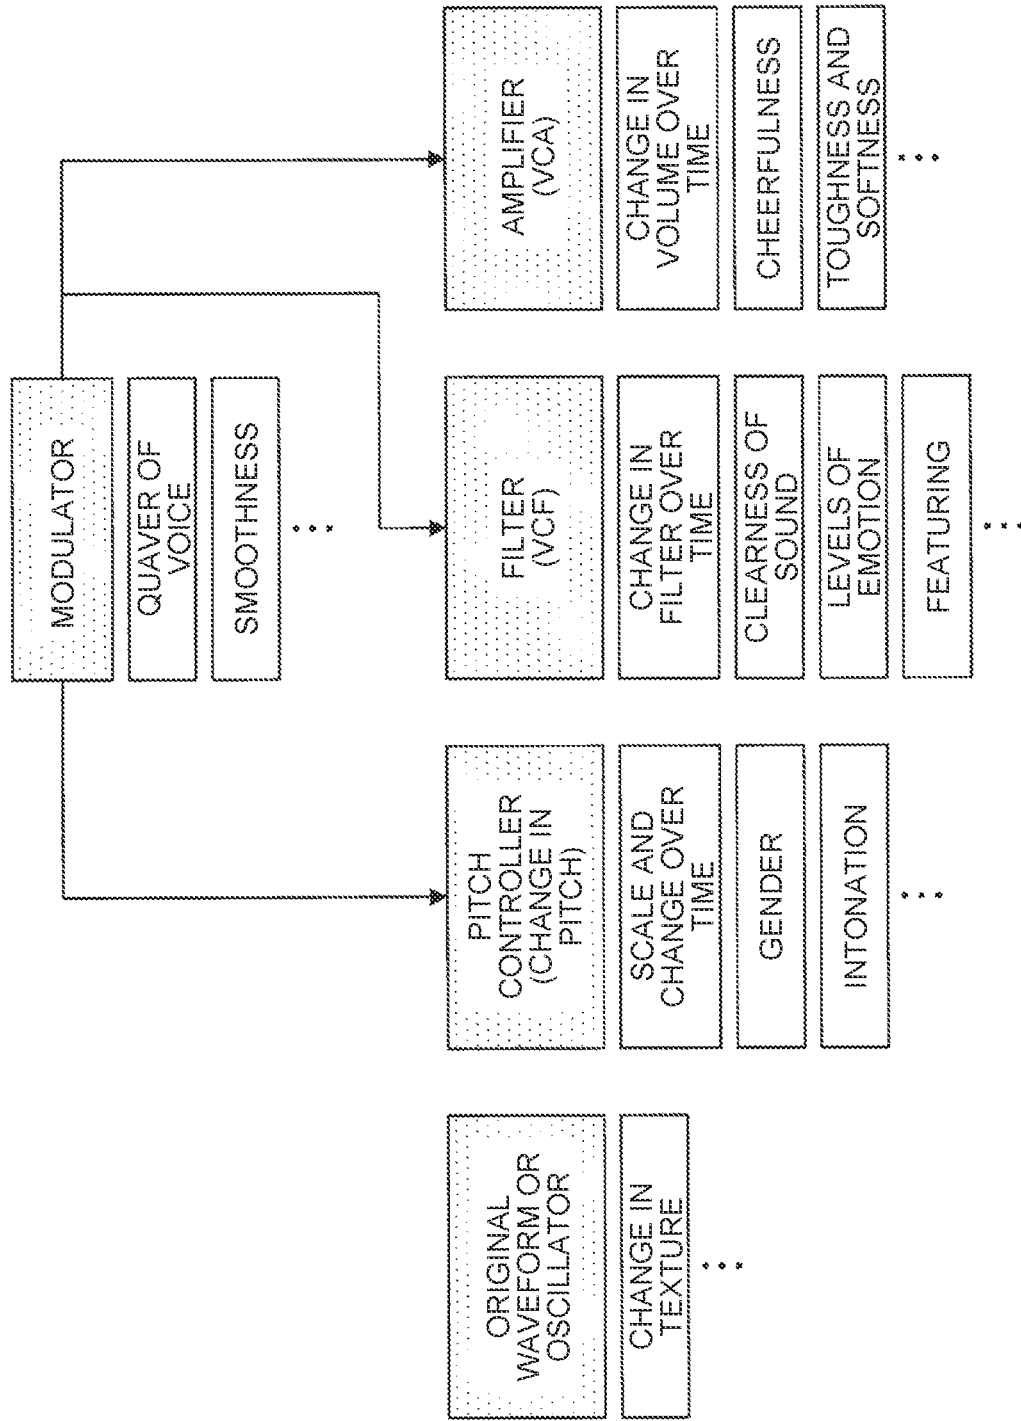 MODULATOR
QUAVER OF
VOICE
SMOOTHNESS
ORIGINAL
WAVEFORM OR
OSCILLATOR
CHANGE IN
TEXTURE
PITCH
CONTROLLER
(CHANGE IN
PITCH)
SCALE AND
CHANGE OVER
TIME
GENDER
INTONATION
FILTER
(VCF)
CHANGE IN
FILTER OVER
TIME
CLEARNESS OF
SOUND
LEVELS OF
EMOTION
FEATURING
AMPLIFIER
(VCA)
CHANGE IN
VOLUME OVER
TIME
CHEERFULNESS
TOUGHNESS AND
SOFTNESS